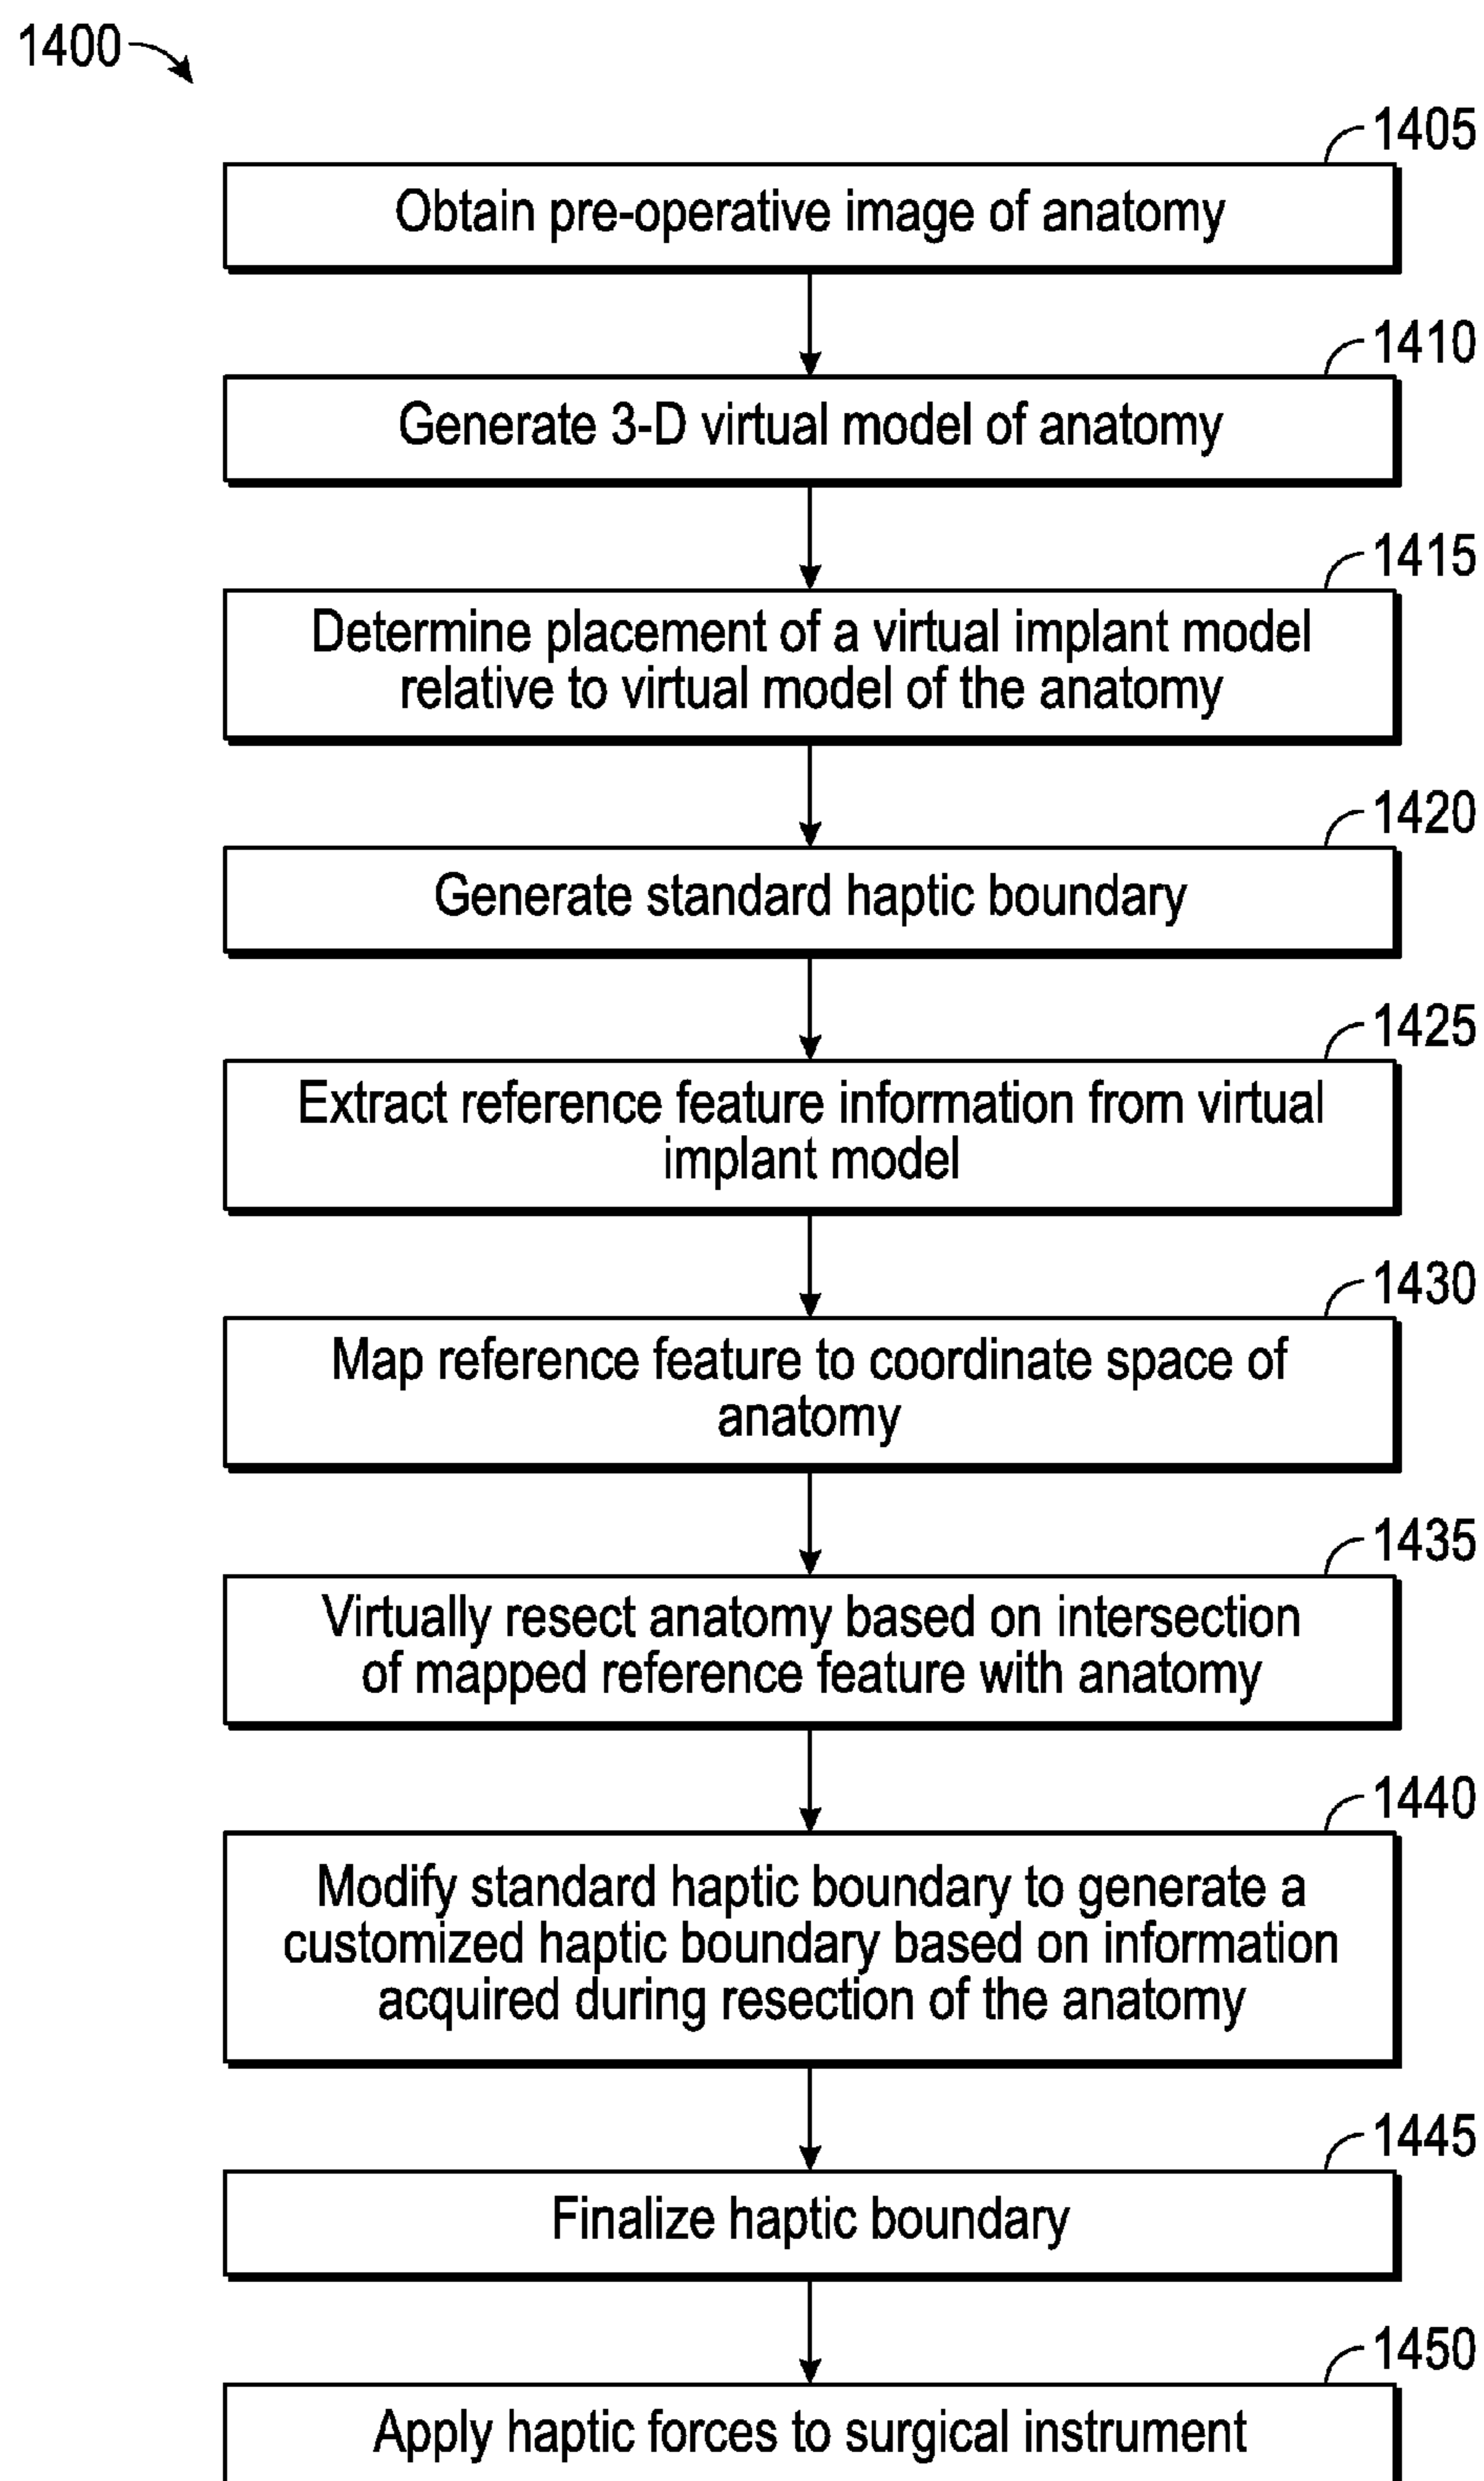 1400
1405
Obtain pre-operative image of anatomy
1410
Generate 3-D virtual model of anatomy
1415
Determine placement of a virtual implant model
relative to virtual model of the anatomy
1420
Generate standard haptic boundary
1425
Extract reference feature information from virtual
implant model
1430
Map reference feature to coordinate space of
anatomy
1435
Virtually resect anatomy based on intersection
of mapped reference feature with anatomy
1440
Modify standard haptic boundary to generate a
customized haptic boundary based on information
acquired during resection of the anatomy
1445
Finalize haptic boundary
1450
Apply haptic forces to surgical instrument